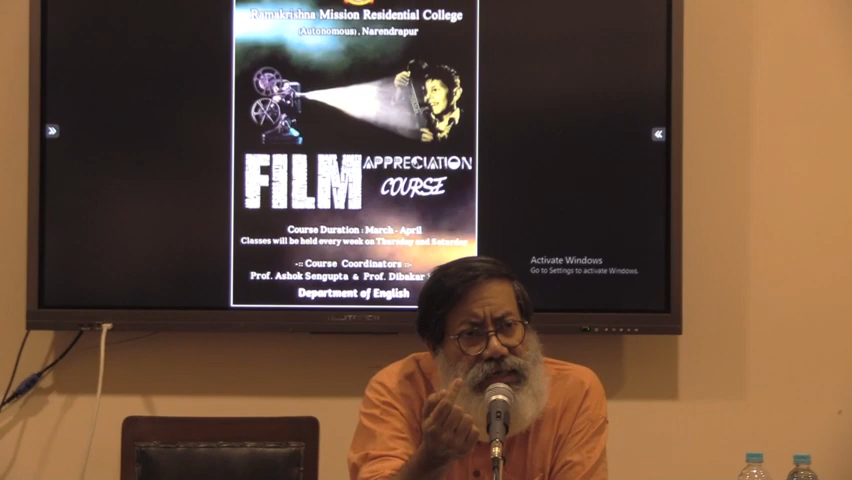 Ramakrishna Mission Residential College
(Autonomous), Narendrapur
FILM APPRECIATION
COURSE
Course Duration : March - April
Classes will be held every week on Thursday and Saturday
-:: Course Coordinators ::-
Prof. Ashok Sengupta & Prof. Dibakar
Department of English
Activate Windows
Go to Settings to activate Windows.